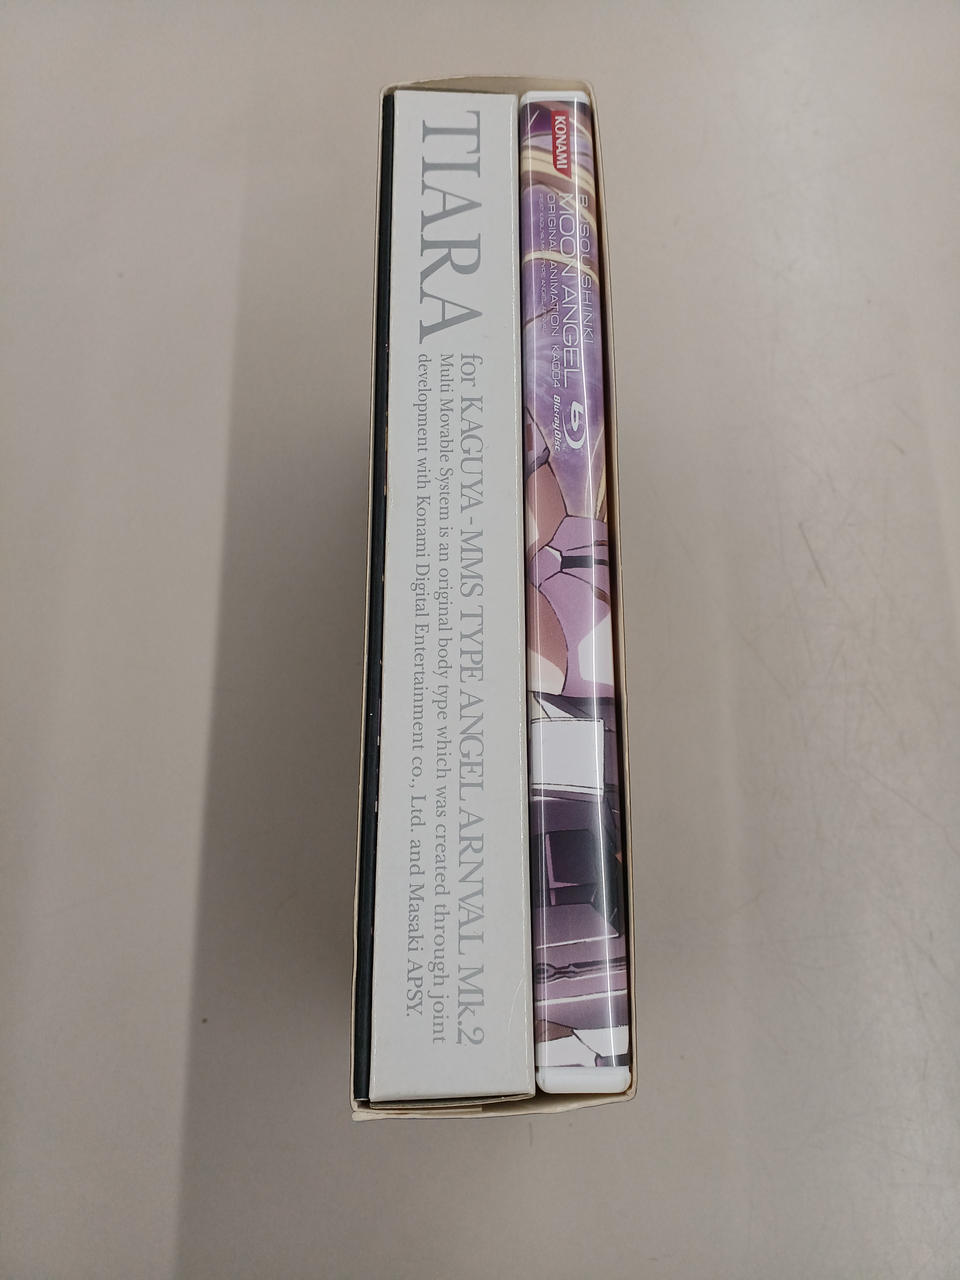 TIARA
for KAGUYA - MMS TYPE ANGEL ARNVAL Mk.2
Multi Movable System is an original body type which was created through joint
development with Konami Digital Entertainment co., Ltd. and Masaki APSY.
KONAMI
BUSOU SHINKI
MOON ANGEL
ORIGINAL ANIMATION KA004
Blu-ray Disc